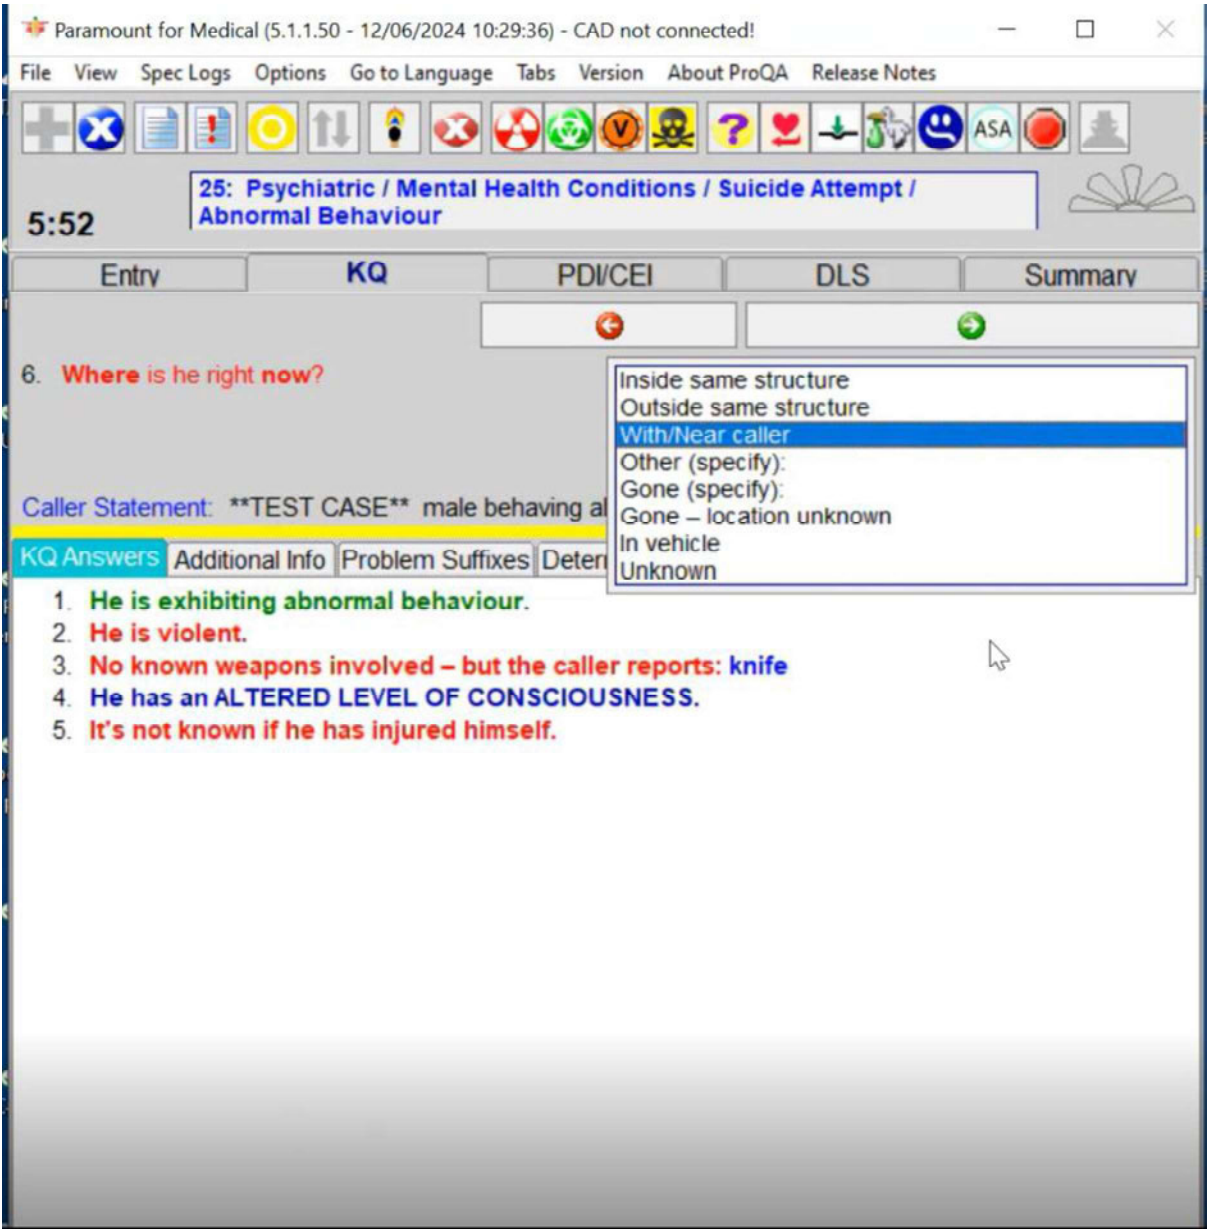 Paramount for Medical (5.1.1.50 - 12/06/2024 10:29:36) - CAD not connected!
File View Spec Logs Options Go to Language Tabs Version About ProQA Release Notes
V ? ASA
25: Psychiatric / Mental Health Conditions / Suicide Attempt /
Abnormal Behaviour
5:52
Entry KQ PDI/CEI DLS Summary
6. Where is he right now?
Inside same structure
Outside same structure
With/Near caller
Other (specify):
Gone (specify):
Gone – location unknown
In vehicle
Unknown
Caller Statement: **TEST CASE** male behaving
KQ Answers Additional Info Problem Suffixes
1. He is exhibiting abnormal behaviour.
2. He is violent.
3. No known weapons involved – but the caller reports: knife
4. He has an ALTERED LEVEL OF CONSCIOUSNESS.
5. It's not known if he has injured himself.